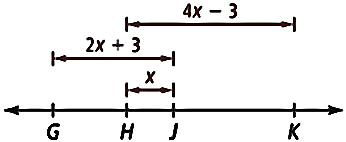 4x − 3
2x + 3
x
G H J K